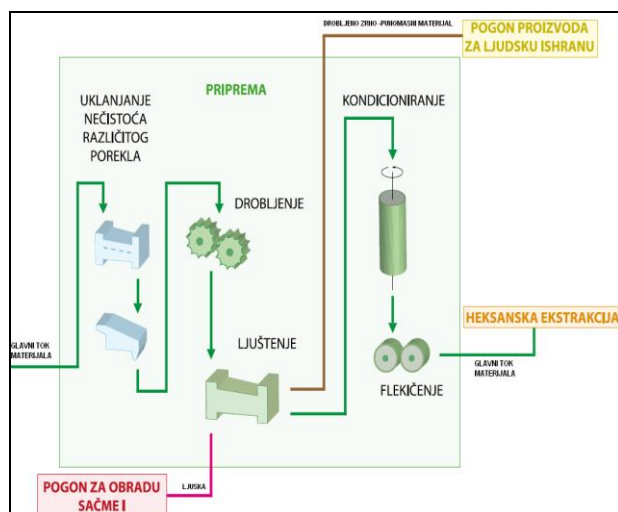 DROBLJENO ZRNO -PUNOMASNI MATERIJAL
POGON PROIZVODA
ZA LJUDSKU ISHRANU
PRIPREMA
UKLANJANJE
NEČISTOĆA
RAZLIČITOG
POREKLA
KONDICIONIRANJE
DROBLJENJE
HEKSANSKA EKSTRAKCIJA
GLAVNI TOK
MATERIJALA
LJUŠTENJE
GLAVNI TOK
MATERIJALA
FLEKIČENJE
POGON ZA OBRADU
SAČME I
LJUSKA